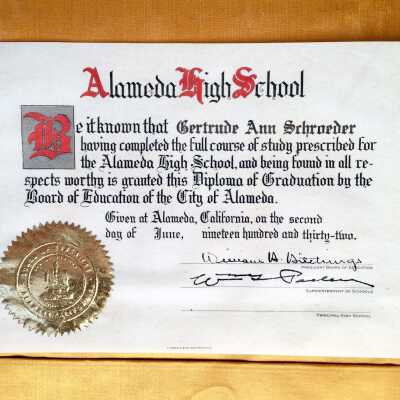 Alameda High School
Be it known that Gertrude Ann Schroeder
having completed the full course of study prescribed for
the Alameda High School, and being found in all re-
spects worthy is granted this Diploma of Graduation by the
Board of Education of the City of Alameda.
Given at Alameda, California, on the second
day of June, nineteen hundred and thirty-two.
PRESIDENT BOARD OF EDUCATION
SUPERINTENDENT OF SCHOOLS
PRINCIPAL HIGH SCHOOL